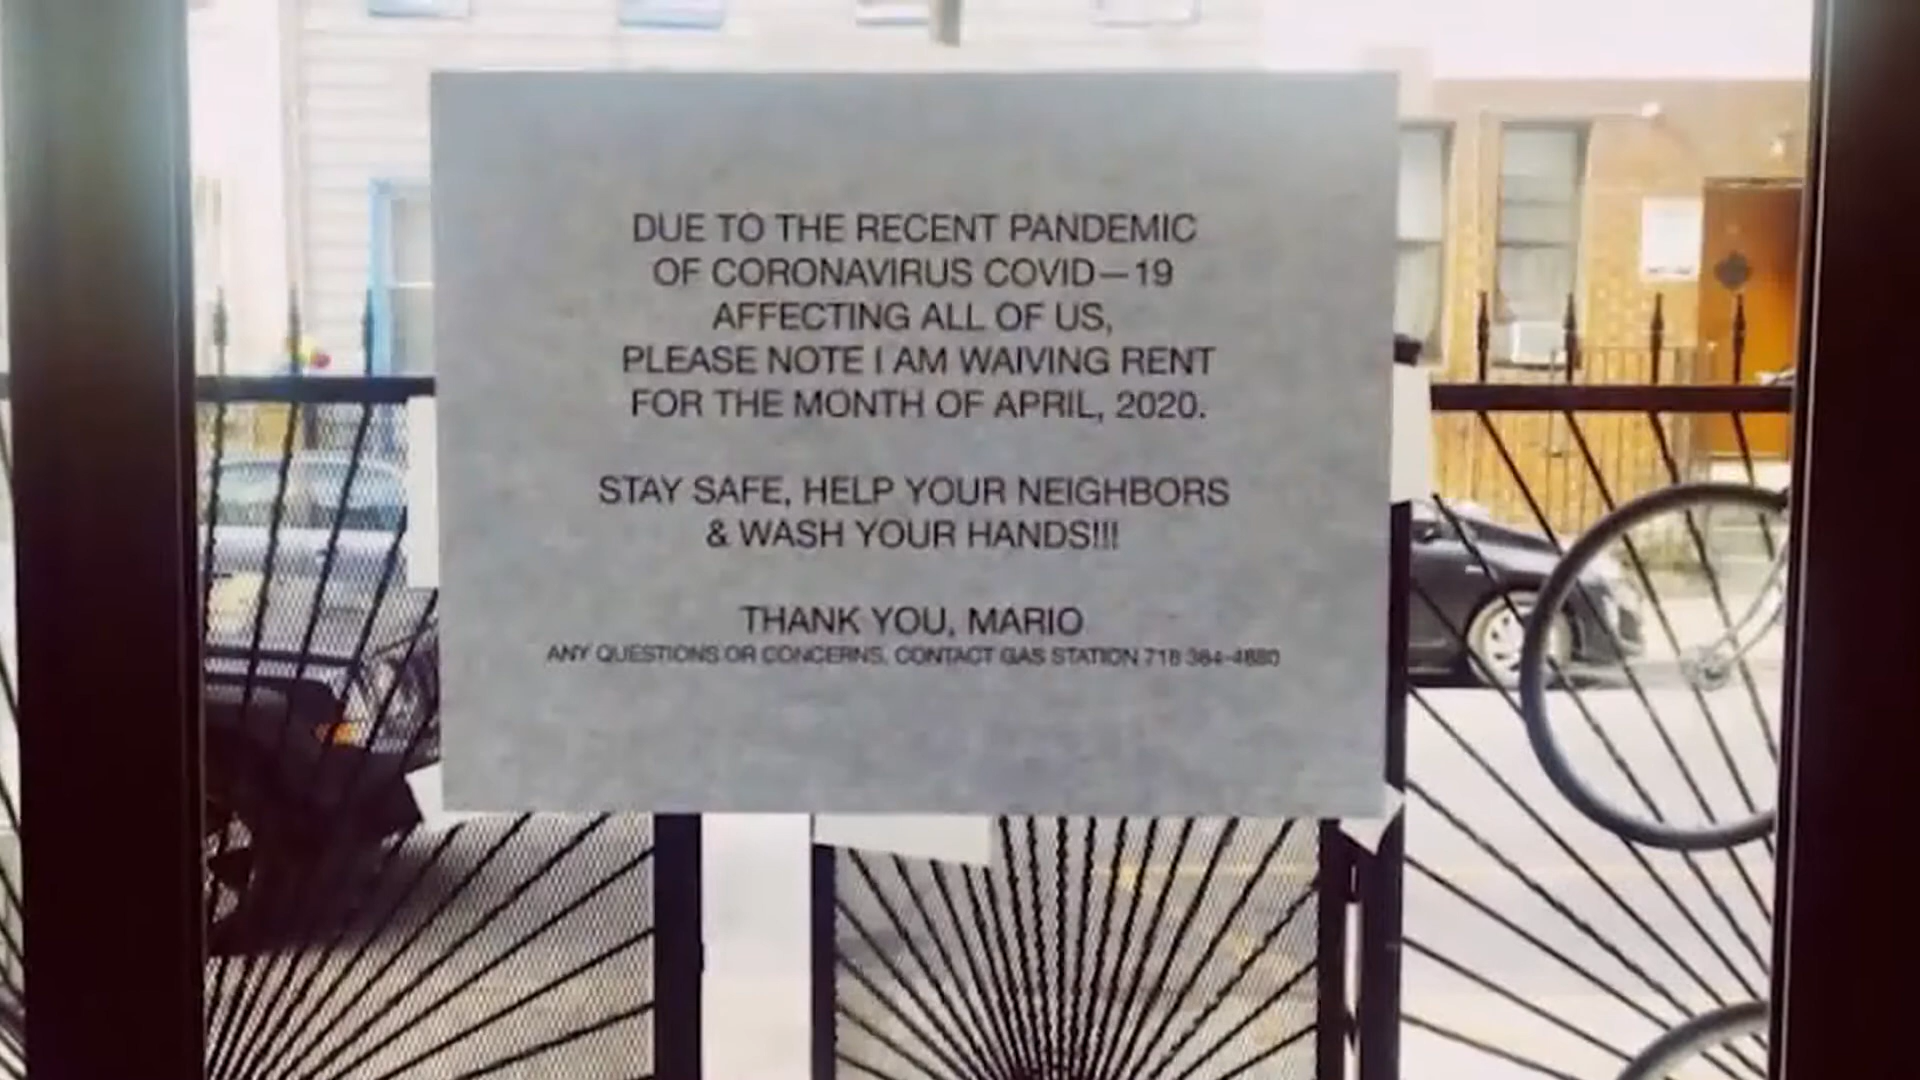 DUE TO THE RECENT PANDEMIC
OF CORONAVIRUS COVID—19
AFFECTING ALL OF US,
PLEASE NOTE I AM WAIVING RENT
FOR THE MONTH OF APRIL, 2020.
STAY SAFE, HELP YOUR NEIGHBORS
& WASH YOUR HANDS!!!
THANK YOU, MARIO
ANY QUESTIONS OR CONCERNS, CONTACT GAS STATION 718